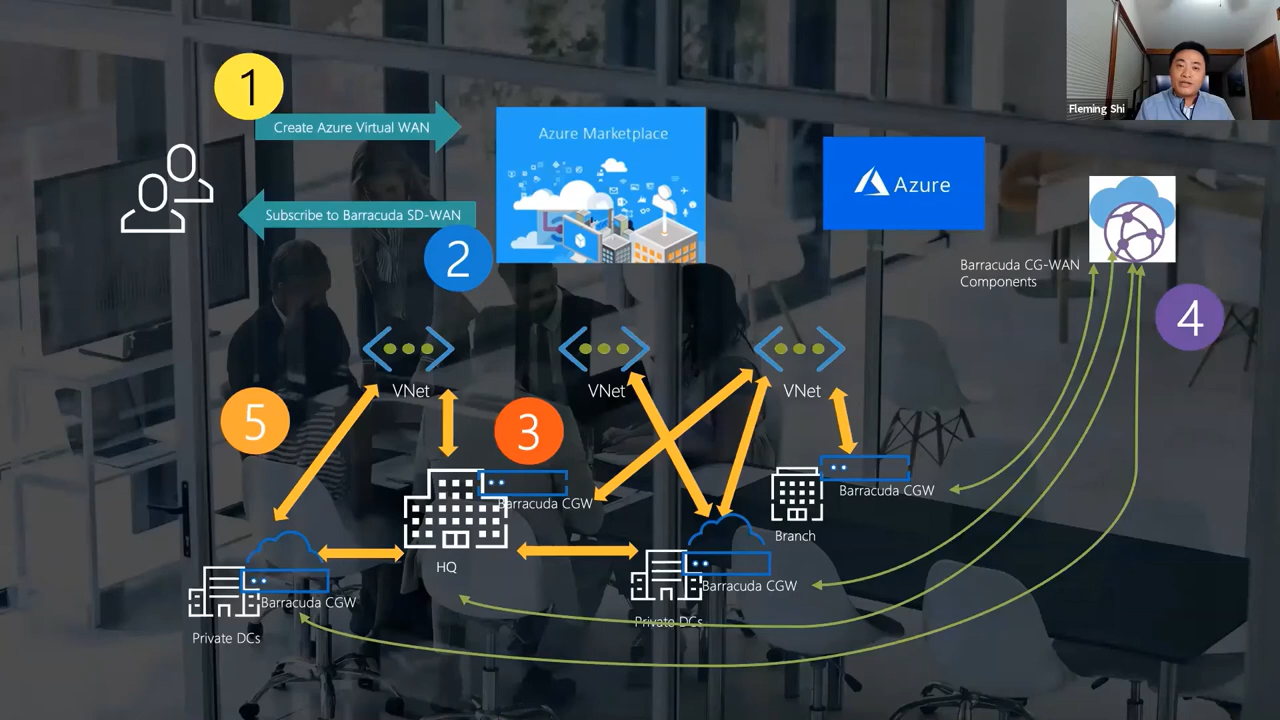 1
Create Azure Virtual WAN
Azure Marketplace
Fleming Shi
Azure
Subscribe to Barracuda SD-WAN
2
Barracuda CG-WAN
Components
4
VNet
VNet
VNet
5
3
Barracuda CGW
Barracuda CGW
Branch
HQ
Barracuda CGW
Barracuda CGW
Private DCs
Private DCs